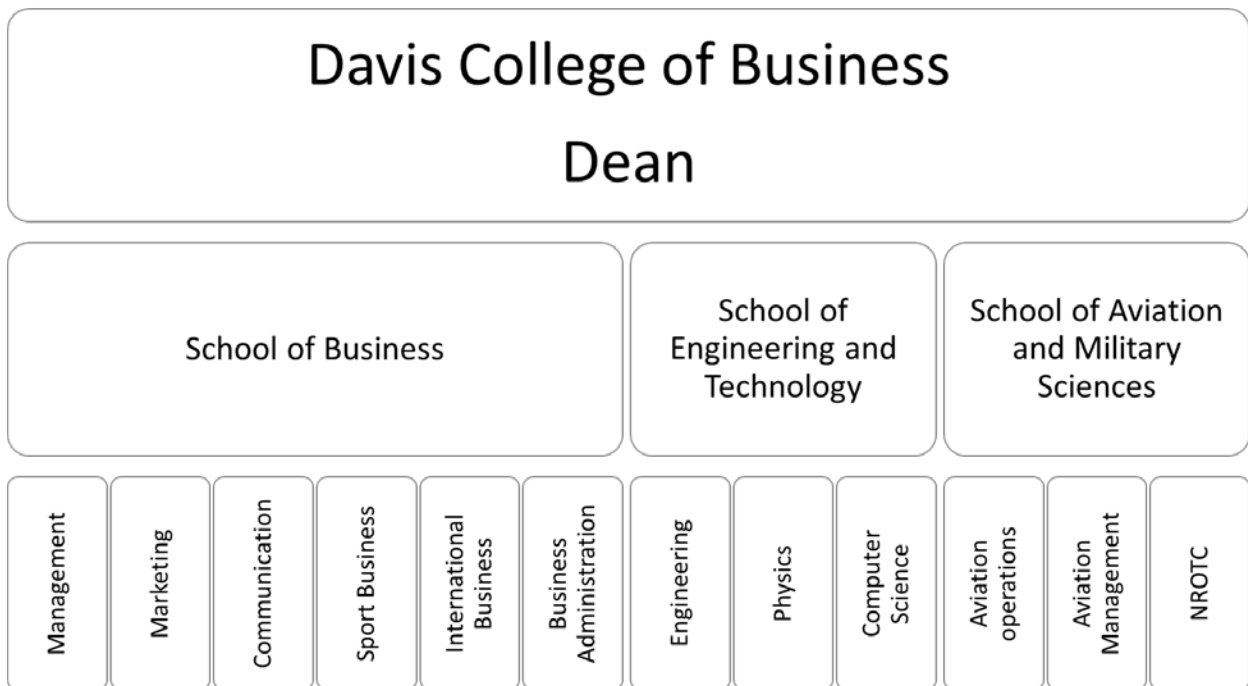 Davis College of Business
Dean
School of Business
School of
Engineering and
Technology
School of Aviation
and Military
Sciences
Management
Marketing
Communication
Sport Business
International
Business
Business
Administration
Engineering
Physics
Computer
Science
Aviation
operations
Aviation
Management
NROTC